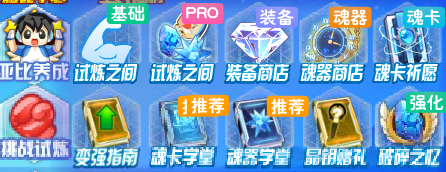 基础 PRO 装备 魂器 魂卡
亚比养成 试炼之间 试炼之间 装备商店 魂器商店 魂卡祈愿
推荐 推荐 强化
挑战试炼 变强指南 魂卡学堂 魂器学堂 晶钥赠礼 破碎之忆